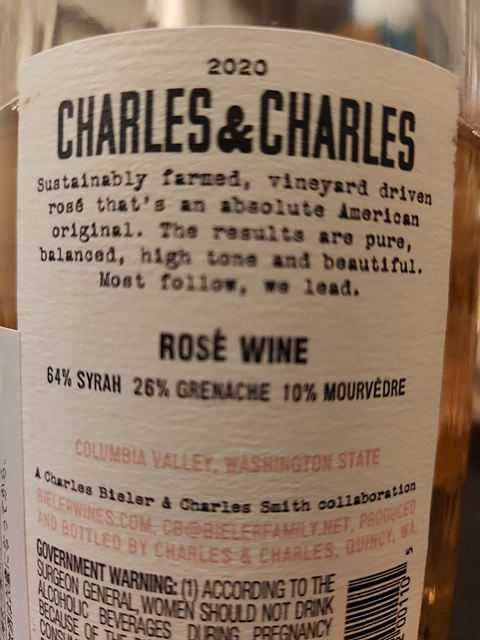 2020
CHARLES & CHARLES
Sustainably farmed, vineyard driven
rosé that's an absolute American
original. The results are pure,
balanced, high tone and beautiful.
Most follow, we lead.
ROSÉ WINE
64% SYRAH 26% GRENACHE 10% MOURVÈDRE
COLUMBIA VALLEY, WASHINGTON STATE
A Charles Bieler & Charles Smith collaboration
BIELERWINES.COM, CB@BIELERFAMILY.NET, PRODUCED
AND BOTTLED BY CHARLES & CHARLES, QUINCY, WA.
GOVERNMENT WARNING: (1) ACCORDING TO THE
SURGEON GENERAL, WOMEN SHOULD NOT DRINK
ALCOHOLIC BEVERAGES DURING PREGNANCY
BECAUSE OF THE